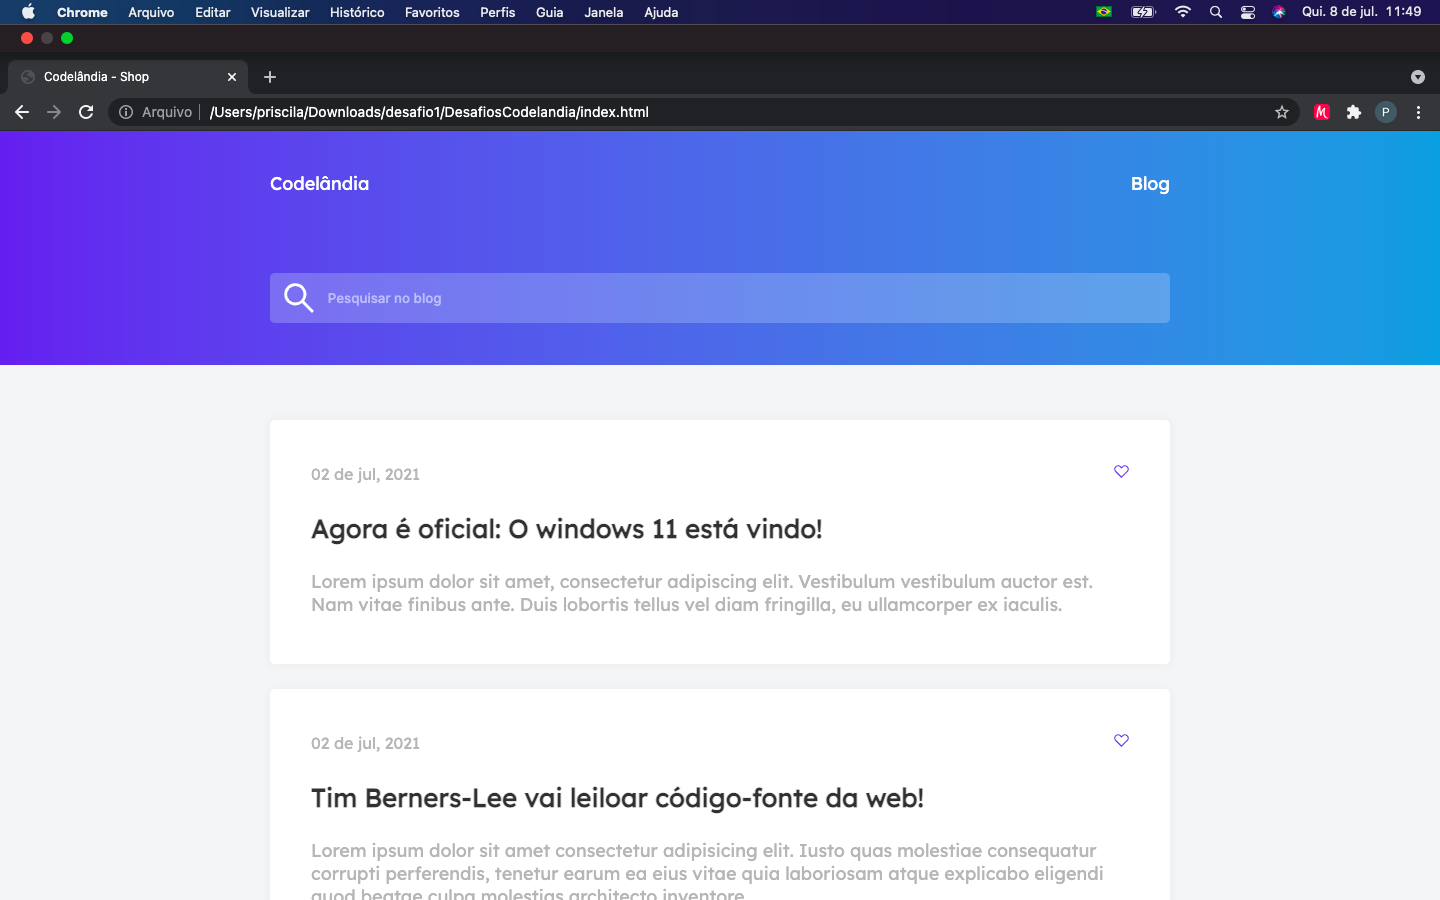 Chrome Arquivo Editar Visualizar Histórico Favoritos Perfis Guia Janela Ajuda Qui. 8 de jul. 11:49
Codelândia - Shop
Arquivo /Users/priscila/Downloads/desafio1/DesafiosCodelandia/index.html
P
Codelândia Blog
Pesquisar no blog
02 de jul, 2021
Agora é oficial: O windows 11 está vindo!
Lorem ipsum dolor sit amet, consectetur adipiscing elit. Vestibulum vestibulum auctor est.
Nam vitae finibus ante. Duis lobortis tellus vel diam fringilla, eu ullamcorper ex iaculis.
02 de jul, 2021
Tim Berners-Lee vai leiloar código-fonte da web!
Lorem ipsum dolor sit amet consectetur adipisicing elit. Iusto quas molestiae consequatur
corrupti perferendis, tenetur earum ea eius vitae quia laboriosam atque explicabo eligendi
quod beatae culpa molestias architecto inventore